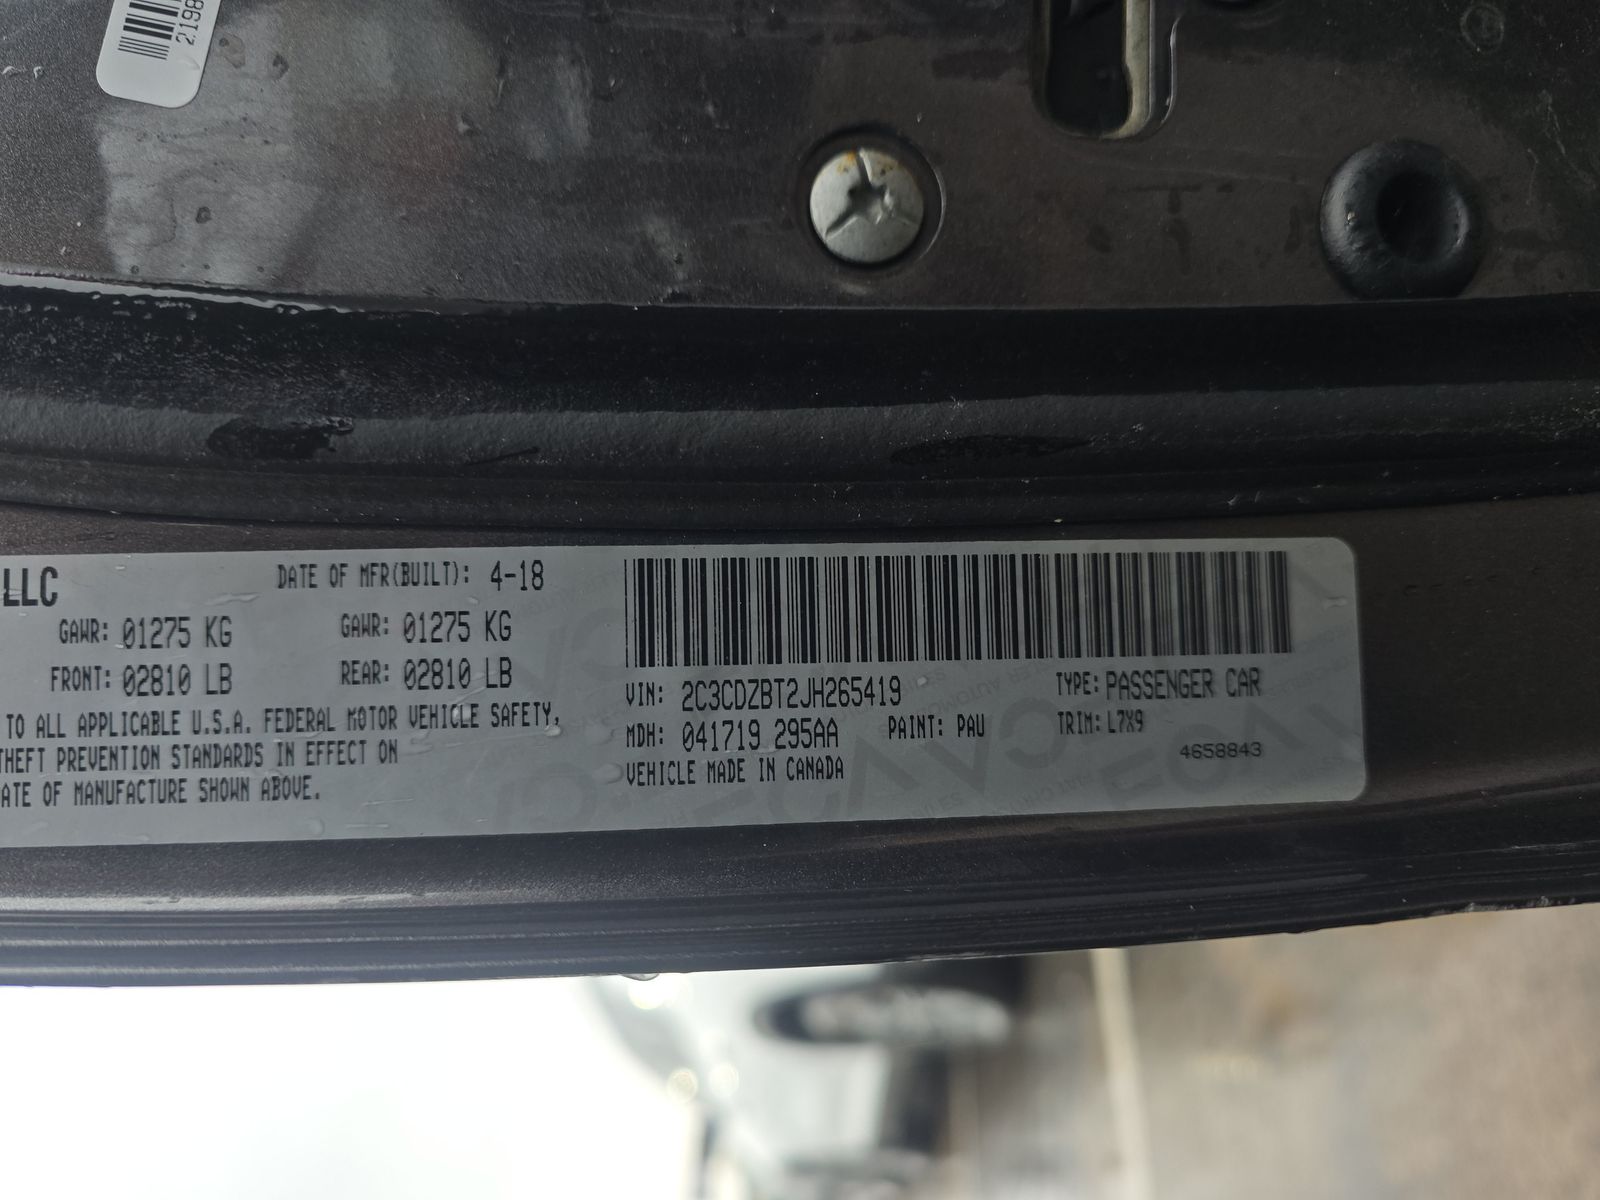 2198
LLC
DATE OF MFR(BUILT): 4-18
GAWR: 01275 KG
GAWR: 01275 KG
FRONT: 02810 LB
REAR: 02810 LB
TO ALL APPLICABLE U.S.A. FEDERAL MOTOR VEHICLE SAFETY,
THEFT PREVENTION STANDARDS IN EFFECT ON
ATE OF MANUFACTURE SHOWN ABOVE.
VIN: 2C3CDZBT2JH265419
TYPE: PASSENGER CAR
MDH: 041719 295AA
PAINT: PAU
TRIM: L7X9
VEHICLE MADE IN CANADA
4658843